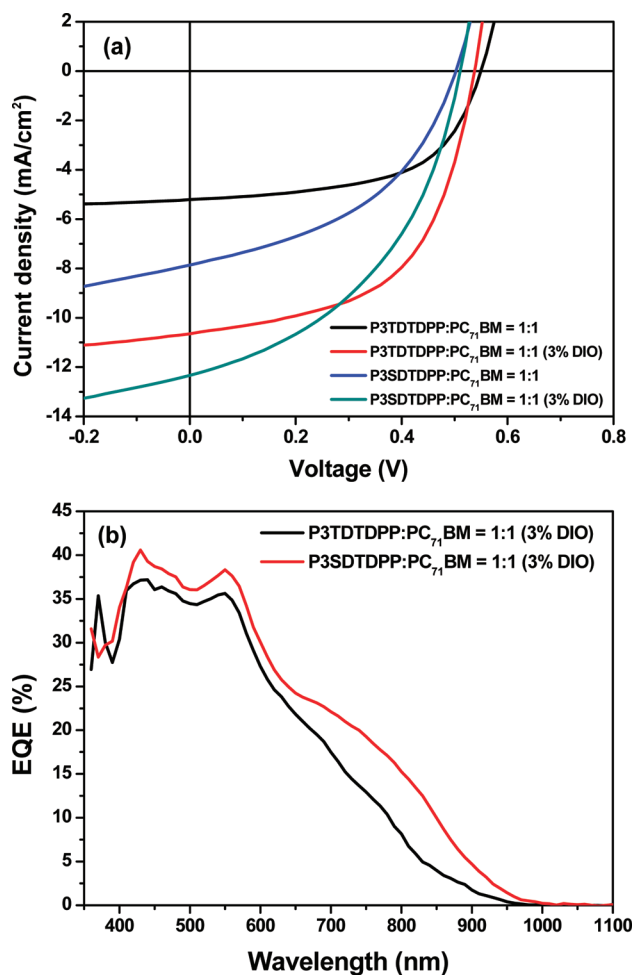 (a)
2
0
-2
-4
-6
-8
-10
-12
-14
Current density (mA/cm²)
P3TDTDPP:PC₇₁BM = 1:1
P3TDTDPP:PC₇₁BM = 1:1 (3% DIO)
P3SDTDPP:PC₇₁BM = 1:1
P3SDTDPP:PC₇₁BM = 1:1 (3% DIO)
-0.2 0.0 0.2 0.4 0.6 0.8
Voltage (V)
(b)
45
40
35
30
25
20
15
10
5
0
EQE (%)
P3TDTDPP:PC₇₁BM = 1:1 (3% DIO)
P3SDTDPP:PC₇₁BM = 1:1 (3% DIO)
400 500 600 700 800 900 1000 1100
Wavelength (nm)